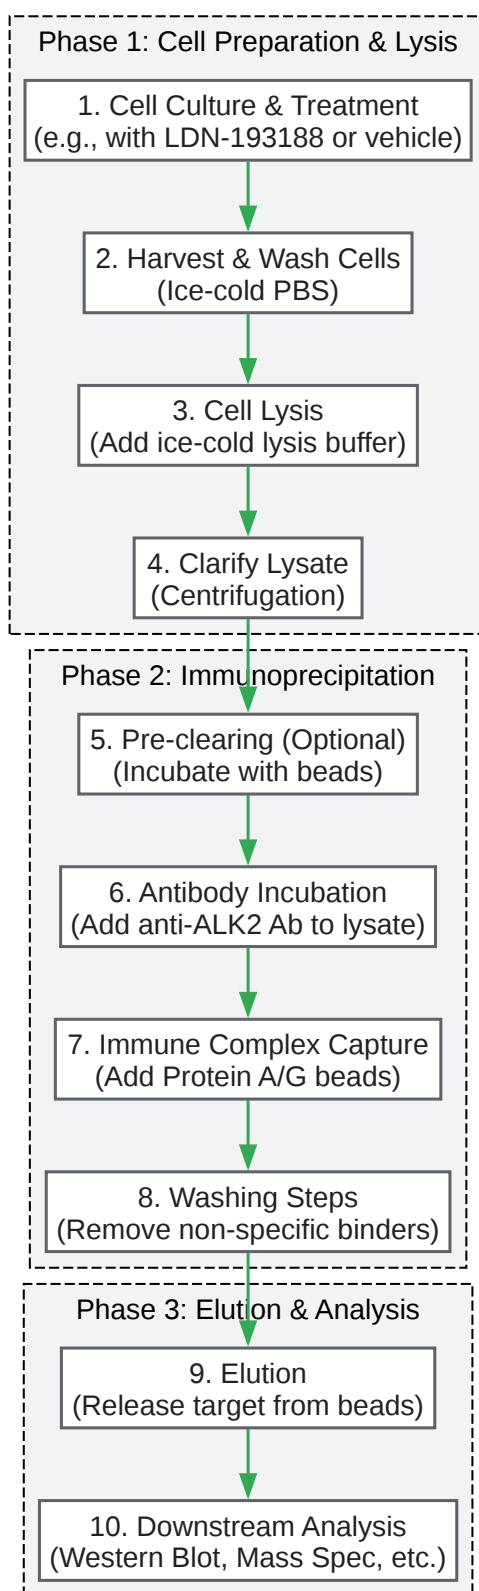 Phase 1: Cell Preparation & Lysis
1. Cell Culture & Treatment
(e.g., with LDN-193188 or vehicle)
2. Harvest & Wash Cells
(Ice-cold PBS)
3. Cell Lysis
(Add ice-cold lysis buffer)
4. Clarify Lysate
(Centrifugation)
Phase 2: Immunoprecipitation
5. Pre-clearing (Optional)
(Incubate with beads)
6. Antibody Incubation
(Add anti-ALK2 Ab to lysate)
7. Immune Complex Capture
(Add Protein A/G beads)
8. Washing Steps
(Remove non-specific binders)
Phase 3: Elution & Analysis
9. Elution
(Release target from beads)
10. Downstream Analysis
(Western Blot, Mass Spec, etc.)